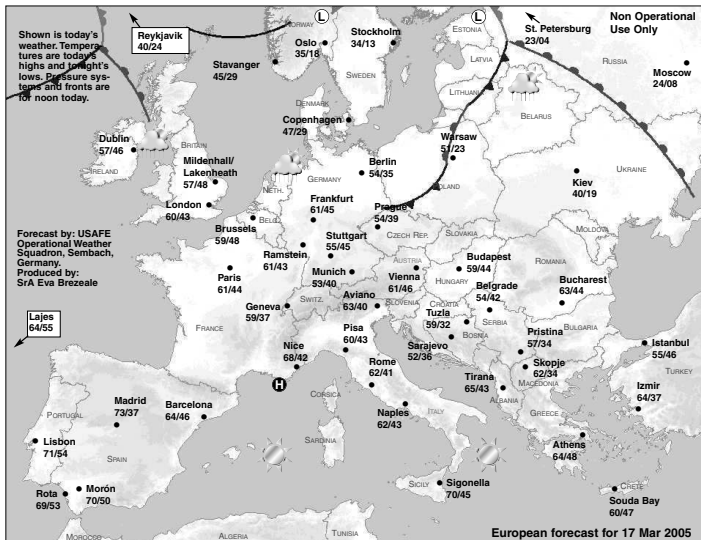 Shown is today's
weather. Tempera-
tures are today's
highs and tonight's
lows. Pressure sys-
tems and fronts are
for noon today.
Reykjavik
40/24
NORWAY
L
Oslo
35/18
Stockholm
34/13
L
ESTONIA
St. Petersburg
23/04
Non Operational
Use Only
Stavanger
45/29
SWEDEN
LATVIA
RUSSIA
Moscow
24/08
LITHUANIA
DENMARK
Copenhagen
47/29
BELARUS
Dublin
57/46
BRITAIN
IRELAND
Mildenhall/
Lakenheath
57/48
London
60/43
NETH.
GERMANY
Berlin
54/35
Warsaw
51/23
POLAND
UKRAINE
Kiev
40/19
Frankfurt
61/45
Prague
54/39
BELG.
Brussels
59/48
CZECH REP.
SLOVAKIA
MOLDOVA
Forecast by: USAFE
Operational Weather
Squadron, Sembach,
Germany.
Produced by:
SrA Eva Brezeale
Ramstein
61/43
Stuttgart
55/45
Paris
61/44
Munich
53/40
AUSTRIA
Vienna
61/46
Budapest
59/44
HUNGARY
ROMANIA
Lajes
64/55
Geneva
59/37
SWITZ.
Aviano
63/40
SLOVENIA
CROATIA
Belgrade
54/42
Bucharest
63/44
FRANCE
Tuzla
59/32
BOSNIA
SERBIA
Pisa
60/43
Nice
68/42
Sarajevo
52/36
Pristina
57/34
BULGARIA
Istanbul
55/46
Rome
62/41
Skopje
62/34
MACEDONIA
TURKEY
H
CORSICA
Tirana
65/43
ALBANIA
Izmir
64/37
Madrid
73/37
Barcelona
64/46
PORTUGAL
Naples
62/43
ITALY
GREECE
Lisbon
71/54
SPAIN
SARDINIA
Athens
64/48
Rota
69/53
Morón
70/50
SICILY
Sigonella
70/45
CRETE
Souda Bay
60/47
MOROCCO
ALGERIA
TUNISIA
European forecast for 17 Mar 2005